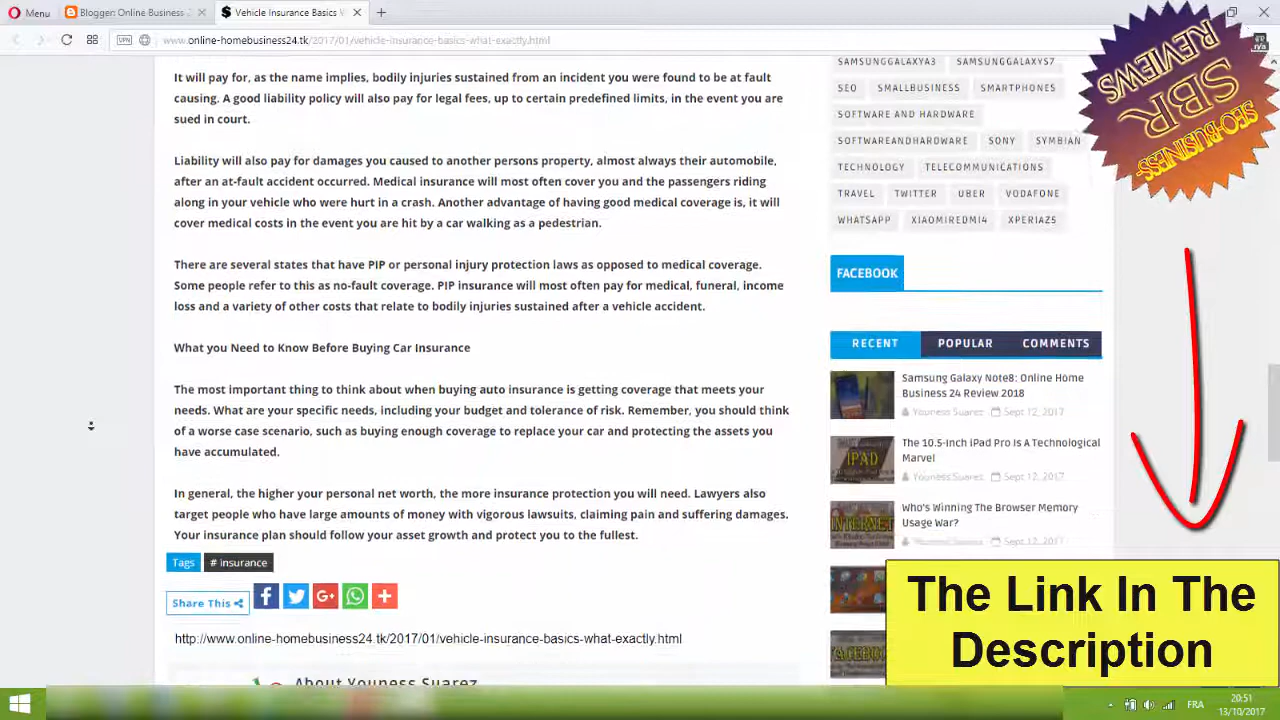 Menu
Blogger: Online Business
Vehicle Insurance Basics
VPN
www.online-homebusiness24.tk/2017/01/vehicle-insurance-basics-what-exactly.html
It will pay for, as the name implies, bodily injuries sustained from an incident you were found to be at fault
causing. A good liability policy will also pay for legal fees, up to certain predefined limits, in the event you are
sued in court.
Liability will also pay for damages you caused to another persons property, almost always their automobile,
after an at-fault accident occurred. Medical insurance will most often cover you and the passengers riding
along in your vehicle who were hurt in a crash. Another advantage of having good medical coverage is, it will
cover medical costs in the event you are hit by a car walking as a pedestrian.
There are several states that have PIP or personal injury protection laws as opposed to medical coverage.
Some people refer to this as no-fault coverage. PIP insurance will most often pay for medical, funeral, income
loss and a variety of other costs that relate to bodily injuries sustained after a vehicle accident.
What you Need to Know Before Buying Car Insurance
The most important thing to think about when buying auto insurance is getting coverage that meets your
needs. What are your specific needs, including your budget and tolerance of risk. Remember, you should think
of a worse case scenario, such as buying enough coverage to replace your car and protecting the assets you
have accumulated.
In general, the higher your personal net worth, the more insurance protection you will need. Lawyers also
target people who have large amounts of money with vigorous lawsuits, claiming pain and suffering damages.
Your insurance plan should follow your asset growth and protect you to the fullest.
Tags # insurance
Share This
http://www.online-homebusiness24.tk/2017/01/vehicle-insurance-basics-what-exactly.html
About Youness Suarez
SAMSUNGGALAXYA3 SAMSUNGGALAXYS7
SEO SMALLBUSINESS SMARTPHONES
SOFTWARE AND HARDWARE
SOFTWAREANDHARDWARE SONY SYMBIAN
TECHNOLOGY TELECOMMUNICATIONS
TRAVEL TWITTER UBER VODAFONE
WHATSAPP XIAOMIREDMI4 XPERIAZ5
FACEBOOK
RECENT POPULAR COMMENTS
Samsung Galaxy Note8: Online Home
Business 24 Review 2018
Youness Suarez Sept 12, 2017
IPAD
The 10.5-Inch iPad Pro Is A Technological
Marvel
Youness Suarez Sept 12, 2017
INTERNET
Who's Winning The Browser Memory
Usage War?
Youness Suarez Sept 12, 2017
REVIEWS
SBR
SEO-BUSINESS-
The Link In The
Description
FRA
20:51
13/10/2017